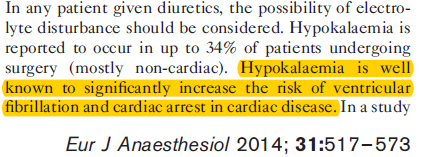 In any patient given diuretics, the possibility of electro-
lyte disturbance should be considered. Hypokalaemia is
reported to occur in up to 34% of patients undergoing
surgery (mostly non-cardiac). Hypokalaemia is well
known to significantly increase the risk of ventricular
fibrillation and cardiac arrest in cardiac disease. In a study
Eur J Anaesthesiol 2014; 31:517–573